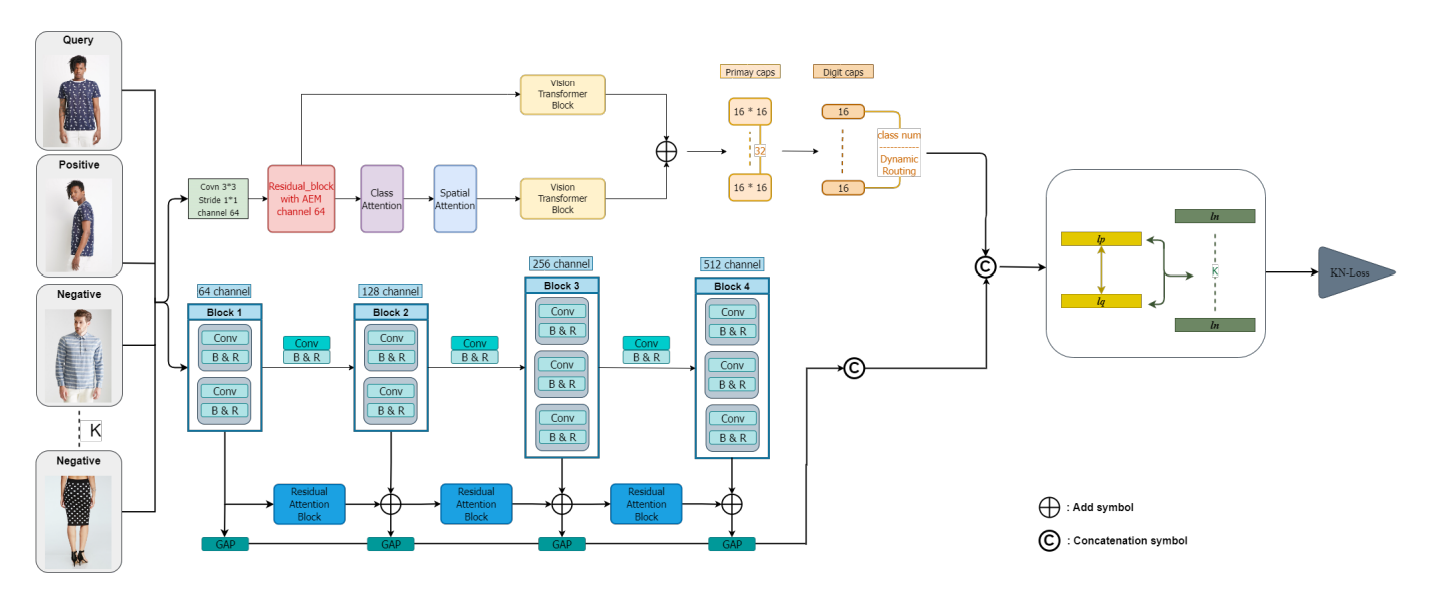 Query
Positive
Negative
K
Negative
Covn 3*3
Stride 1*1
channel 64
Residual_block
with AEM
channel 64
Class
Attention
Spatial
Attention
Vision
Transformer
Block
Vision
Transformer
Block
Primay caps
16 * 16
32
16 * 16
Digit caps
16
class num
Dynamic
Routing
16
64 channel
Block 1
Conv
B & R
Conv
B & R
Conv
B & R
128 channel
Block 2
Conv
B & R
Conv
B & R
Conv
B & R
256 channel
Block 3
Conv
B & R
Conv
B & R
Conv
B & R
Conv
B & R
512 channel
Block 4
Conv
B & R
Conv
B & R
Conv
B & R
Residual
Attention
Block
Residual
Attention
Block
Residual
Attention
Block
GAP
GAP
GAP
GAP
C
C
lp
lq
ln
K
ln
KN-Loss
: Add symbol
C : Concatenation symbol